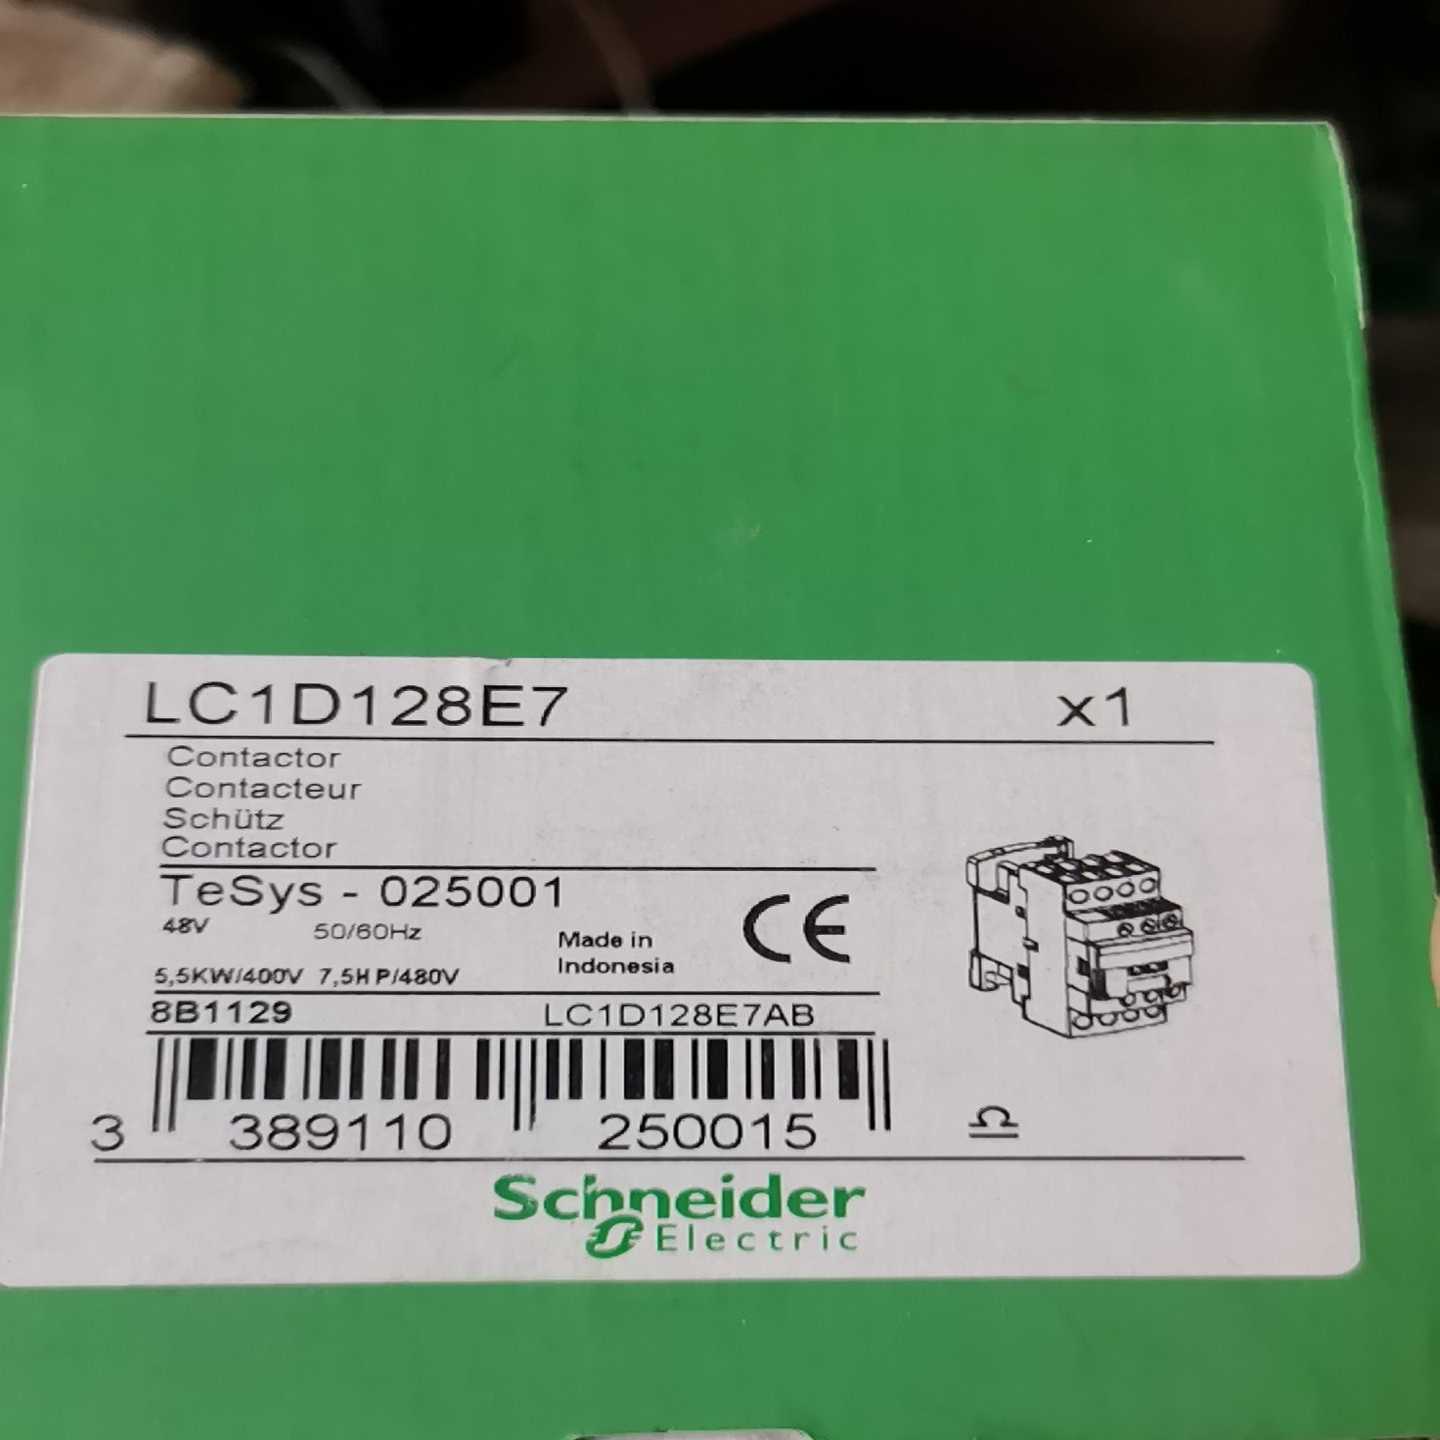 LC1D128E7 x1
Contactor
Contacteur
Schütz
Contactor
TeSys - 025001
48V 50/60Hz
Made in
Indonesia
CE
5,5KW/400V 7,5HP/480V
8B1129 LC1D128E7AB
3 389110 250015
Schneider
Electric